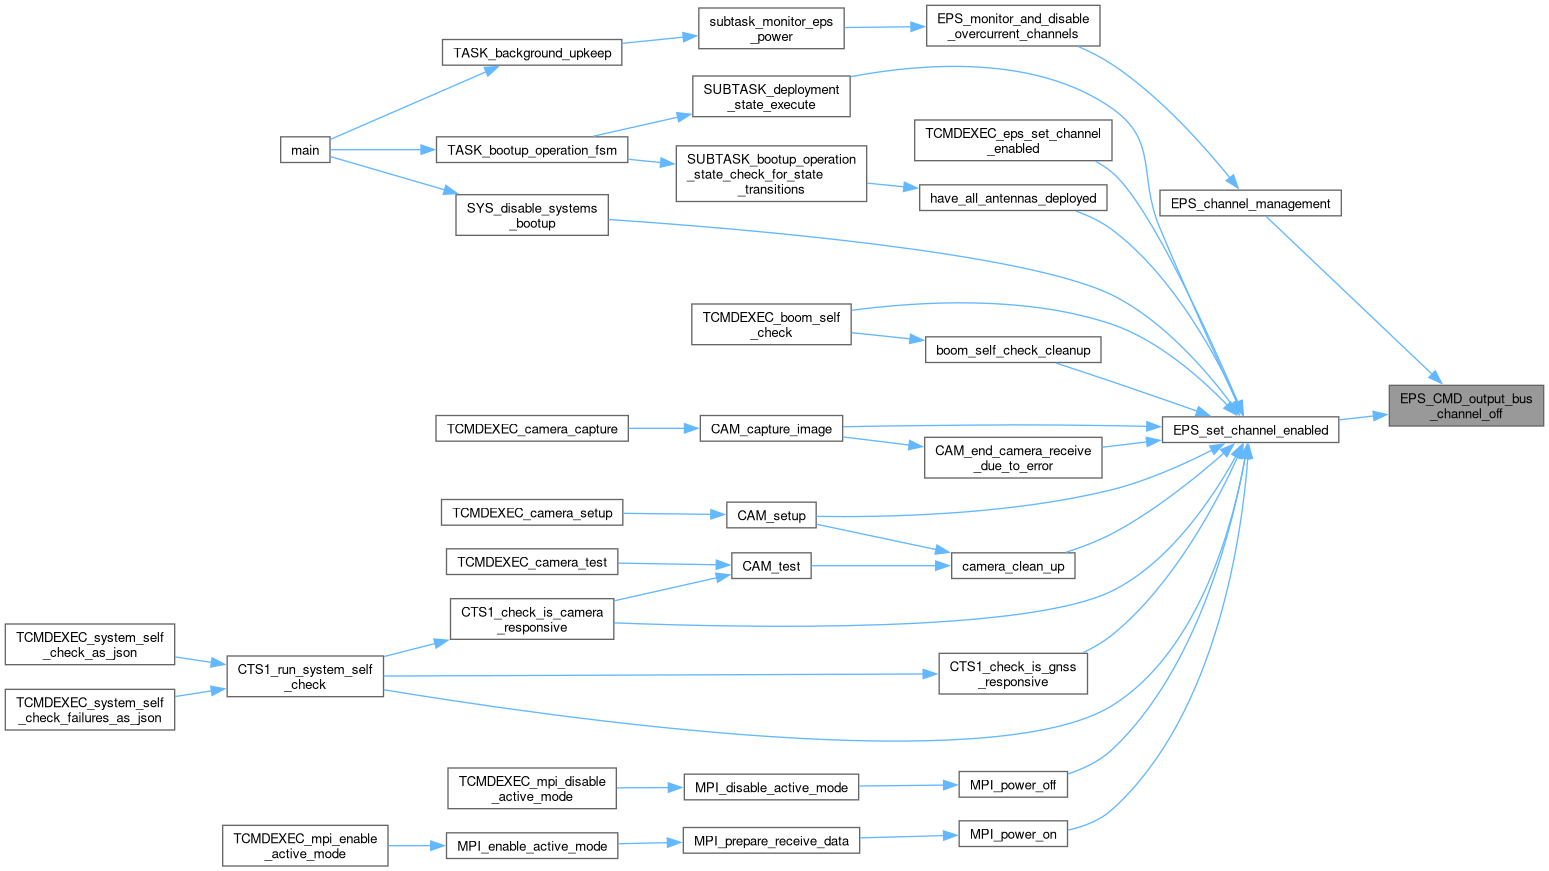 subtask_monitor_eps
_power
EPS_monitor_and_disable
_overcurrent_channels
TASK_background_upkeep
SUBTASK_deployment
_state_execute
TCMDEXEC_eps_set_channel
_enabled
main
TASK_bootup_operation_fsm
SUBTASK_bootup_operation
_state_check_for_state
_transitions
have_all_antennas_deployed
EPS_channel_management
SYS_disable_systems
_bootup
TCMDEXEC_boom_self
_check
boom_self_check_cleanup
EPS_CMD_output_bus
_channel_off
TCMDEXEC_camera_capture
CAM_capture_image
EPS_set_channel_enabled
CAM_end_camera_receive
_due_to_error
TCMDEXEC_camera_setup
CAM_setup
TCMDEXEC_camera_test
CAM_test
camera_clean_up
CTS1_check_is_camera
_responsive
TCMDEXEC_system_self
_check_as_json
CTS1_run_system_self
_check
CTS1_check_is_gnss
_responsive
TCMDEXEC_system_self
_check_failures_as_json
TCMDEXEC_mpi_disable
_active_mode
MPI_disable_active_mode
MPI_power_off
TCMDEXEC_mpi_enable
_active_mode
MPI_enable_active_mode
MPI_prepare_receive_data
MPI_power_on